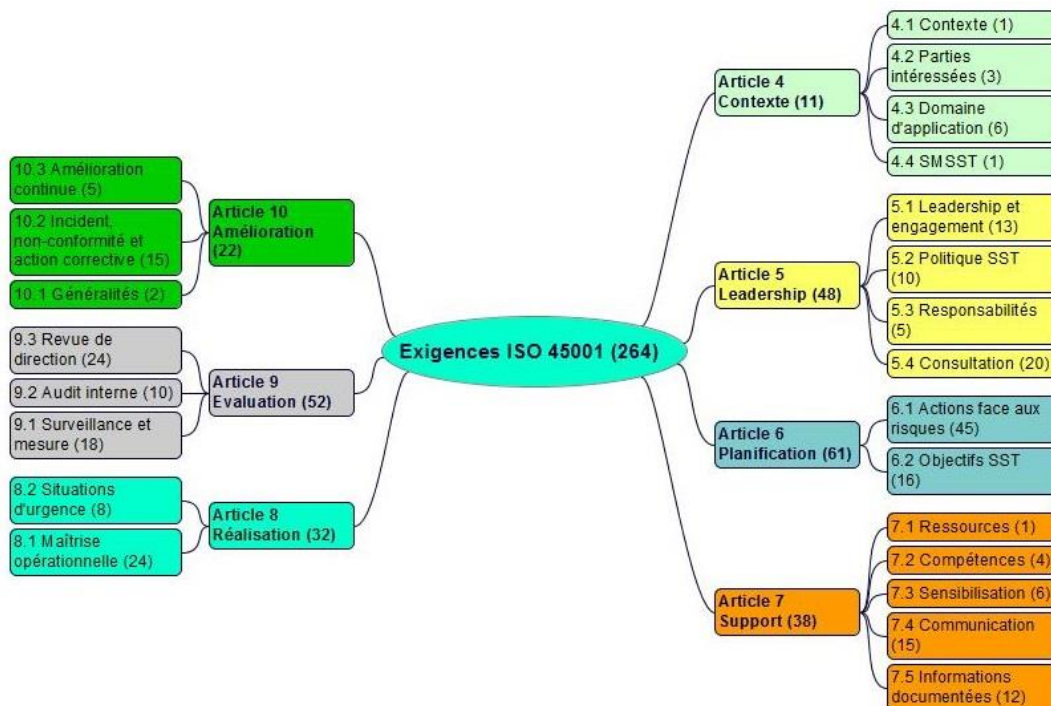 Exigences ISO 45001 (264)
Article 4
Contexte (11)
4.1 Contexte (1)
4.2 Parties
intéressées (3)
4.3 Domaine
d'application (6)
4.4 SMSST (1)
Article 5
Leadership (48)
5.1 Leadership et
engagement (13)
5.2 Politique SST
(10)
5.3 Responsabilités
(5)
5.4 Consultation (20)
Article 6
Planification (61)
6.1 Actions face aux
risques (45)
6.2 Objectifs SST
(16)
Article 7
Support (38)
7.1 Ressources (1)
7.2 Compétences (4)
7.3 Sensibilisation (6)
7.4 Communication
(15)
7.5 Informations
documentées (12)
Article 8
Réalisation (32)
8.2 Situations
d'urgence (8)
8.1 Maîtrise
opérationnelle (24)
Article 9
Evaluation (52)
9.3 Revue de
direction (24)
9.2 Audit interne (10)
9.1 Surveillance et
mesure (18)
Article 10
Amélioration
(22)
10.3 Amélioration
continue (5)
10.2 Incident,
non-conformité et
action corrective (15)
10.1 Généralités (2)